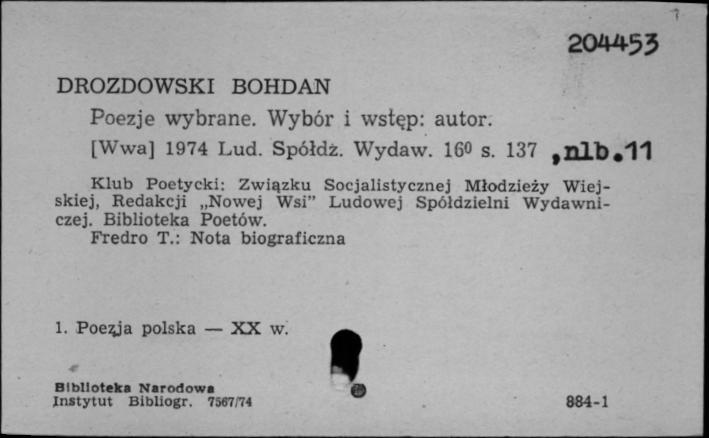 204453
DROZDOWSKI BOHDAN
Poezje wybrane. Wybór i wstęp: autor.
[Wwa] 1974 Lud. Spółdz. Wydaw. 16⁰ s. 137 , nlb. 11
Klub Poetycki: Związku Socjalistycznej Młodzieży Wiej-
skiej, Redakcji „Nowej Wsi” Ludowej Spółdzielni Wydawni-
czej. Biblioteka Poetów.
Fredro T.: Nota biograficzna
1. Poezja polska — XX w.
Biblioteka Narodowa
Instytut Bibliogr. 7567/74 884-1